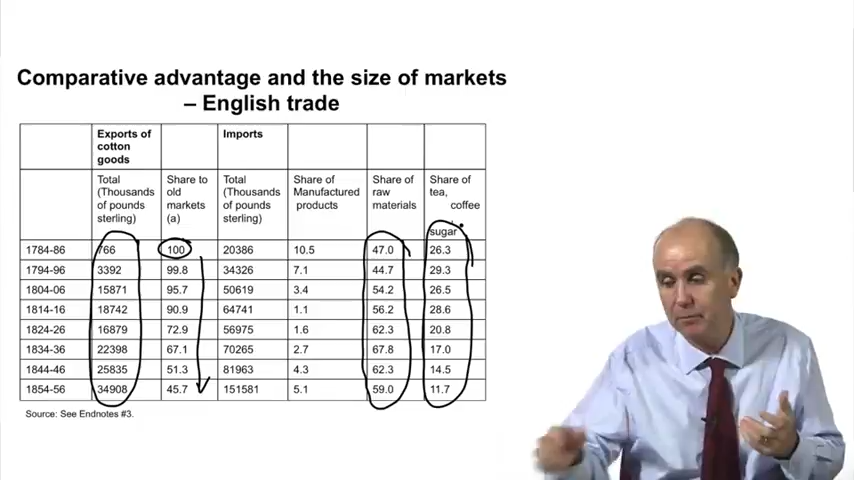 Comparative advantage and the size of markets
– English trade
Exports of cotton goods Imports
Total (Thousands of pounds sterling) Share to old markets (a) Total (Thousands of pounds sterling) Share of Manufactured products Share of raw materials Share of tea, coffee sugar
1784-86 766 100 20386 10.5 47.0 26.3
1794-96 3392 99.8 34326 7.1 44.7 29.3
1804-06 15871 95.7 50619 3.4 54.2 26.5
1814-16 18742 90.9 64741 1.1 56.2 28.6
1824-26 16879 72.9 56975 1.6 62.3 20.8
1834-36 22398 67.1 70265 2.7 67.8 17.0
1844-46 25835 51.3 81963 4.3 62.3 14.5
1854-56 34908 45.7 151581 5.1 59.0 11.7
Source: See Endnotes #3.